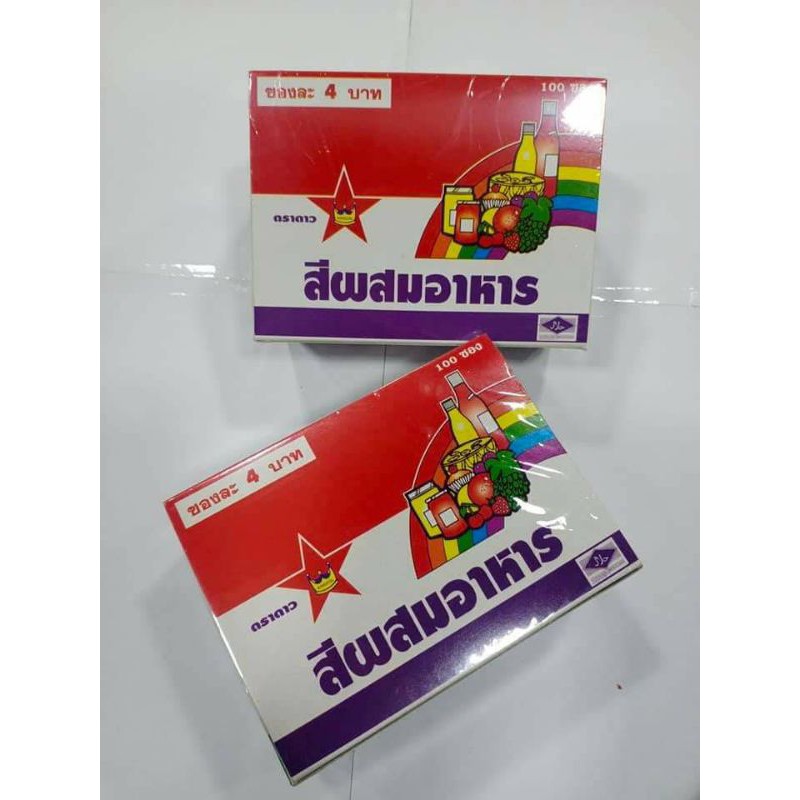 ซองละ 4 บาท
100 ซอง
ตราดาว
สีผสมอาหาร
100 ซอง
ซองละ 4 บาท
ตราดาว
สีผสมอาหาร